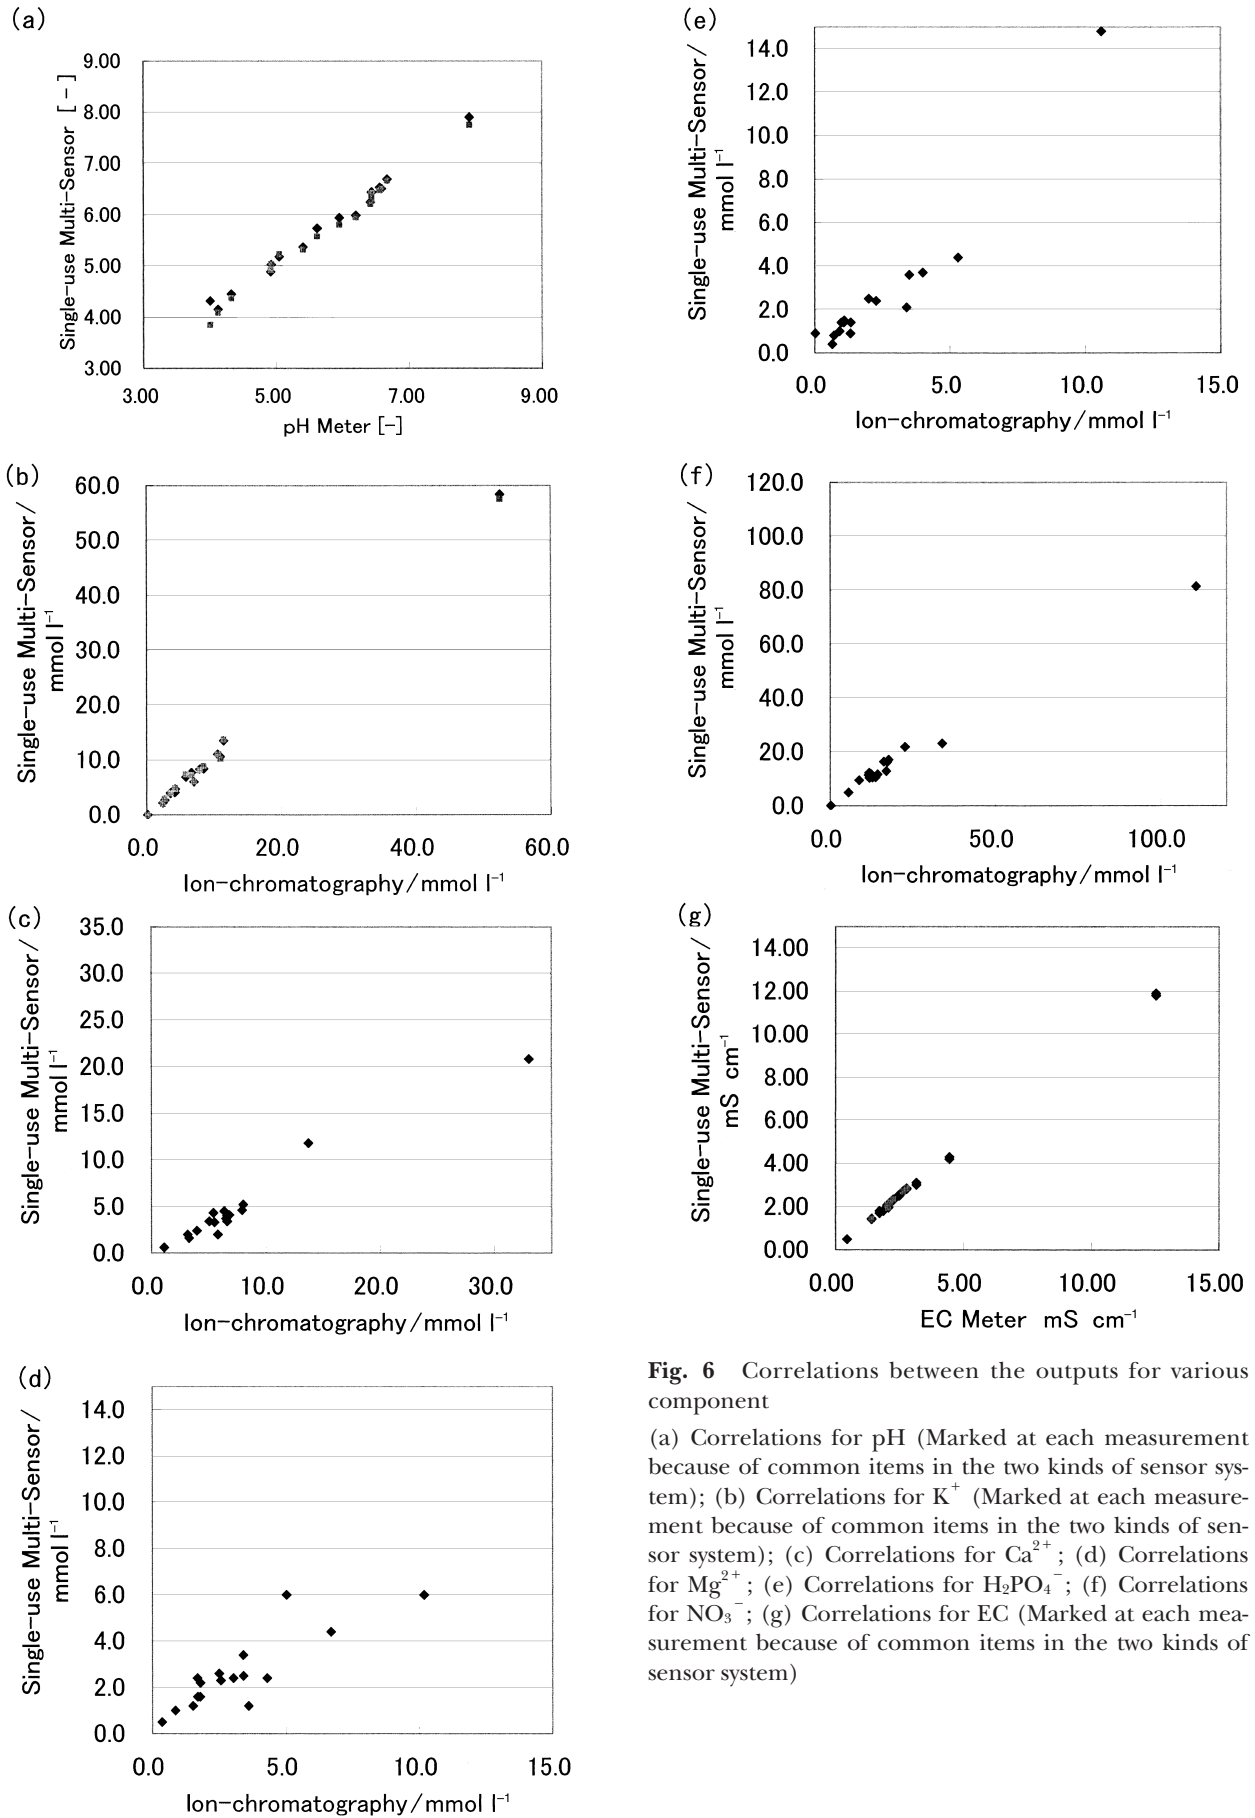 (a)
Single-use Multi-Sensor [-]
9.00
8.00
7.00
6.00
5.00
4.00
3.00
3.00 5.00 7.00 9.00
pH Meter [-]
(b)
Single-use Multi-Sensor/
mmol l⁻¹
60.0
50.0
40.0
30.0
20.0
10.0
0.0
0.0 20.0 40.0 60.0
Ion-chromatography/mmol l⁻¹
(c)
Single-use Multi-Sensor/
mmol l⁻¹
35.0
30.0
25.0
20.0
15.0
10.0
5.0
0.0
0.0 10.0 20.0 30.0
Ion-chromatography/mmol l⁻¹
(d)
Single-use Multi-Sensor/
mmol l⁻¹
14.0
12.0
10.0
8.0
6.0
4.0
2.0
0.0
0.0 5.0 10.0 15.0
Ion-chromatography/mmol l⁻¹
(e)
Single-use Multi-Sensor/
mmol l⁻¹
14.0
12.0
10.0
8.0
6.0
4.0
2.0
0.0
0.0 5.0 10.0 15.0
Ion-chromatography/mmol l⁻¹
(f)
Single-use Multi-Sensor/
mmol l⁻¹
120.0
100.0
80.0
60.0
40.0
20.0
0.0
0.0 50.0 100.0
Ion-chromatography/mmol l⁻¹
(g)
Single-use Multi-Sensor/
mS cm⁻¹
14.00
12.00
10.00
8.00
6.00
4.00
2.00
0.00
0.00 5.00 10.00 15.00
EC Meter mS cm⁻¹
Fig. 6 Correlations between the outputs for various
component
(a) Correlations for pH (Marked at each measurement
because of common items in the two kinds of sensor sys-
tem); (b) Correlations for K⁺ (Marked at each measure-
ment because of common items in the two kinds of sen-
sor system); (c) Correlations for Ca²⁺; (d) Correlations
for Mg²⁺; (e) Correlations for H₂PO₄⁻; (f) Correlations
for NO₃⁻; (g) Correlations for EC (Marked at each mea-
surement because of common items in the two kinds of
sensor system)